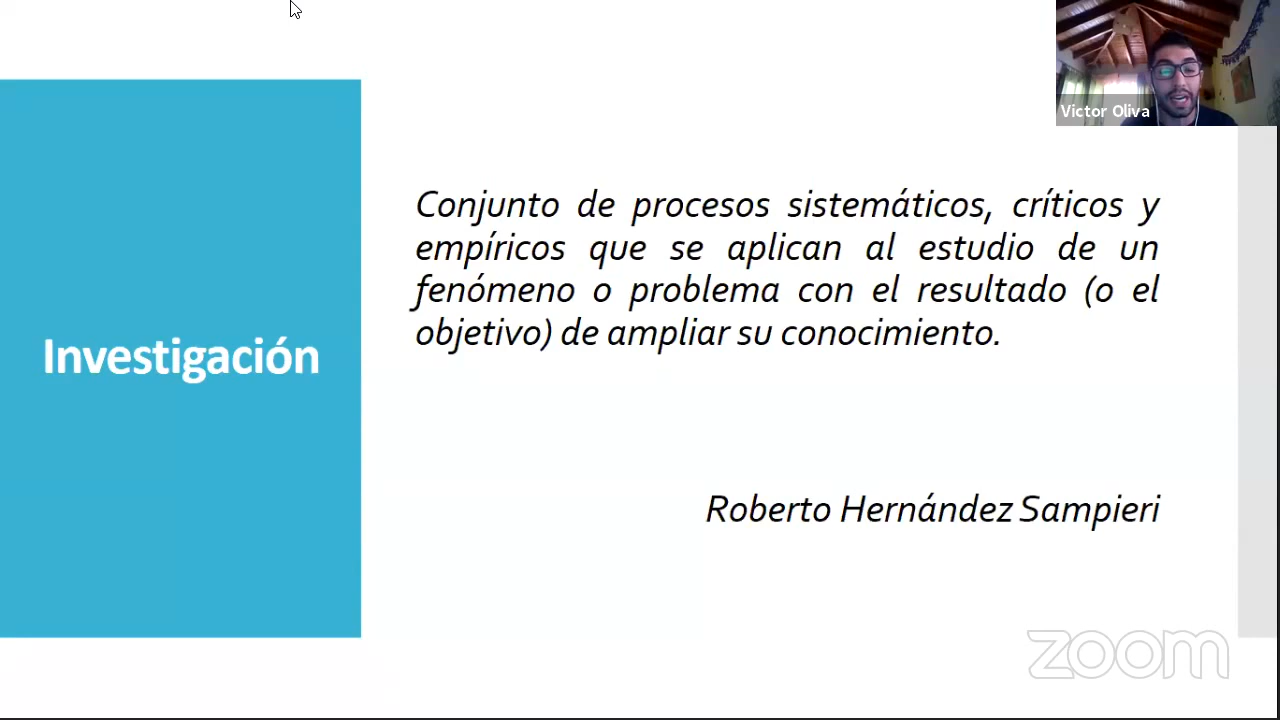 Victor Oliva
Conjunto de procesos sistemáticos, críticos y
empíricos que se aplican al estudio de un
fenómeno o problema con el resultado (o el
objetivo) de ampliar su conocimiento.
Investigación
Roberto Hernández Sampieri
zoom